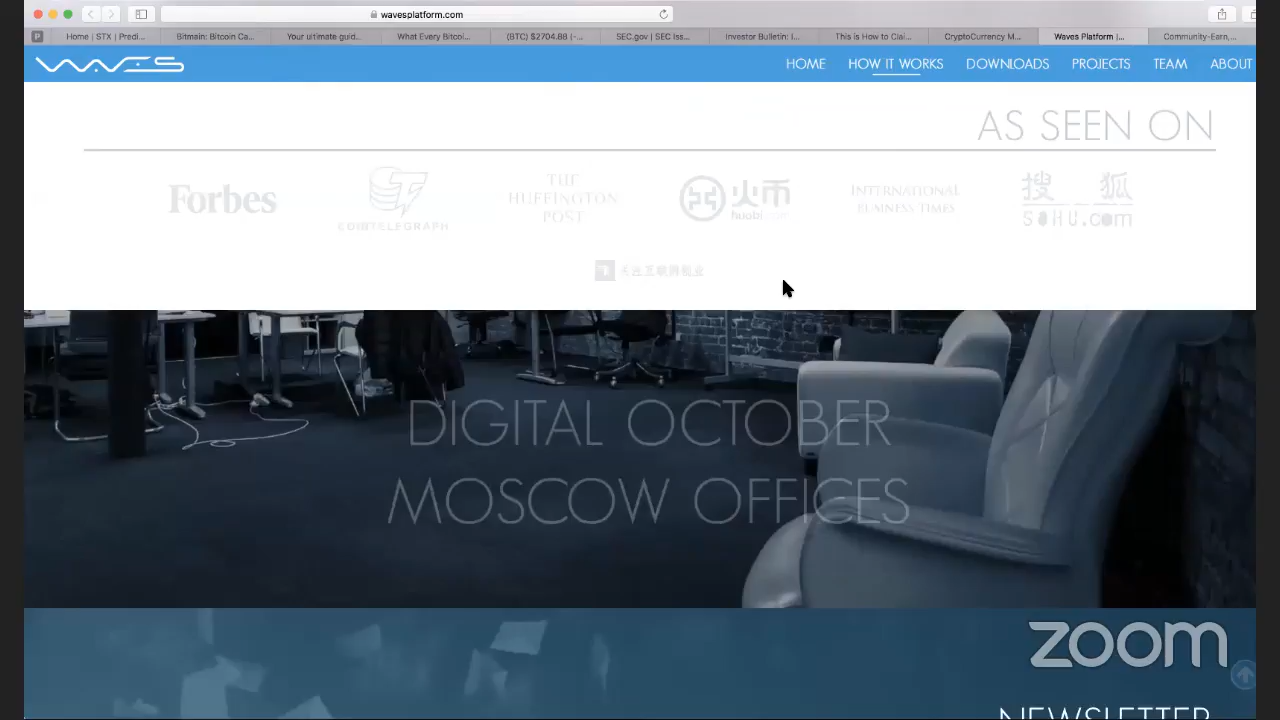 wavesplatform.com
Home | STX | Predi...
Bitmain: Bitcoin Ca...
Your ultimate guid...
What Every Bitcoi...
(BTC) $2704.88 | -...
SEC.gov | SEC Iss...
Investor Bulletin: I...
This is How to Clai...
CryptoCurrency M...
Waves Platform |...
Community-Earn,...
WAVES
HOME
HOW IT WORKS
DOWNLOADS
PROJECTS
TEAM
ABOUT
AS SEEN ON
Forbes
COINTELEGRAPH
THE
HUFFINGTON
POST
火币
huobi.com
INTERNATIONAL
BUSINESS TIMES
搜狐
SOHU.com
DIGITAL OCTOBER
MOSCOW OFFICES
zoom
NEWSLETTER